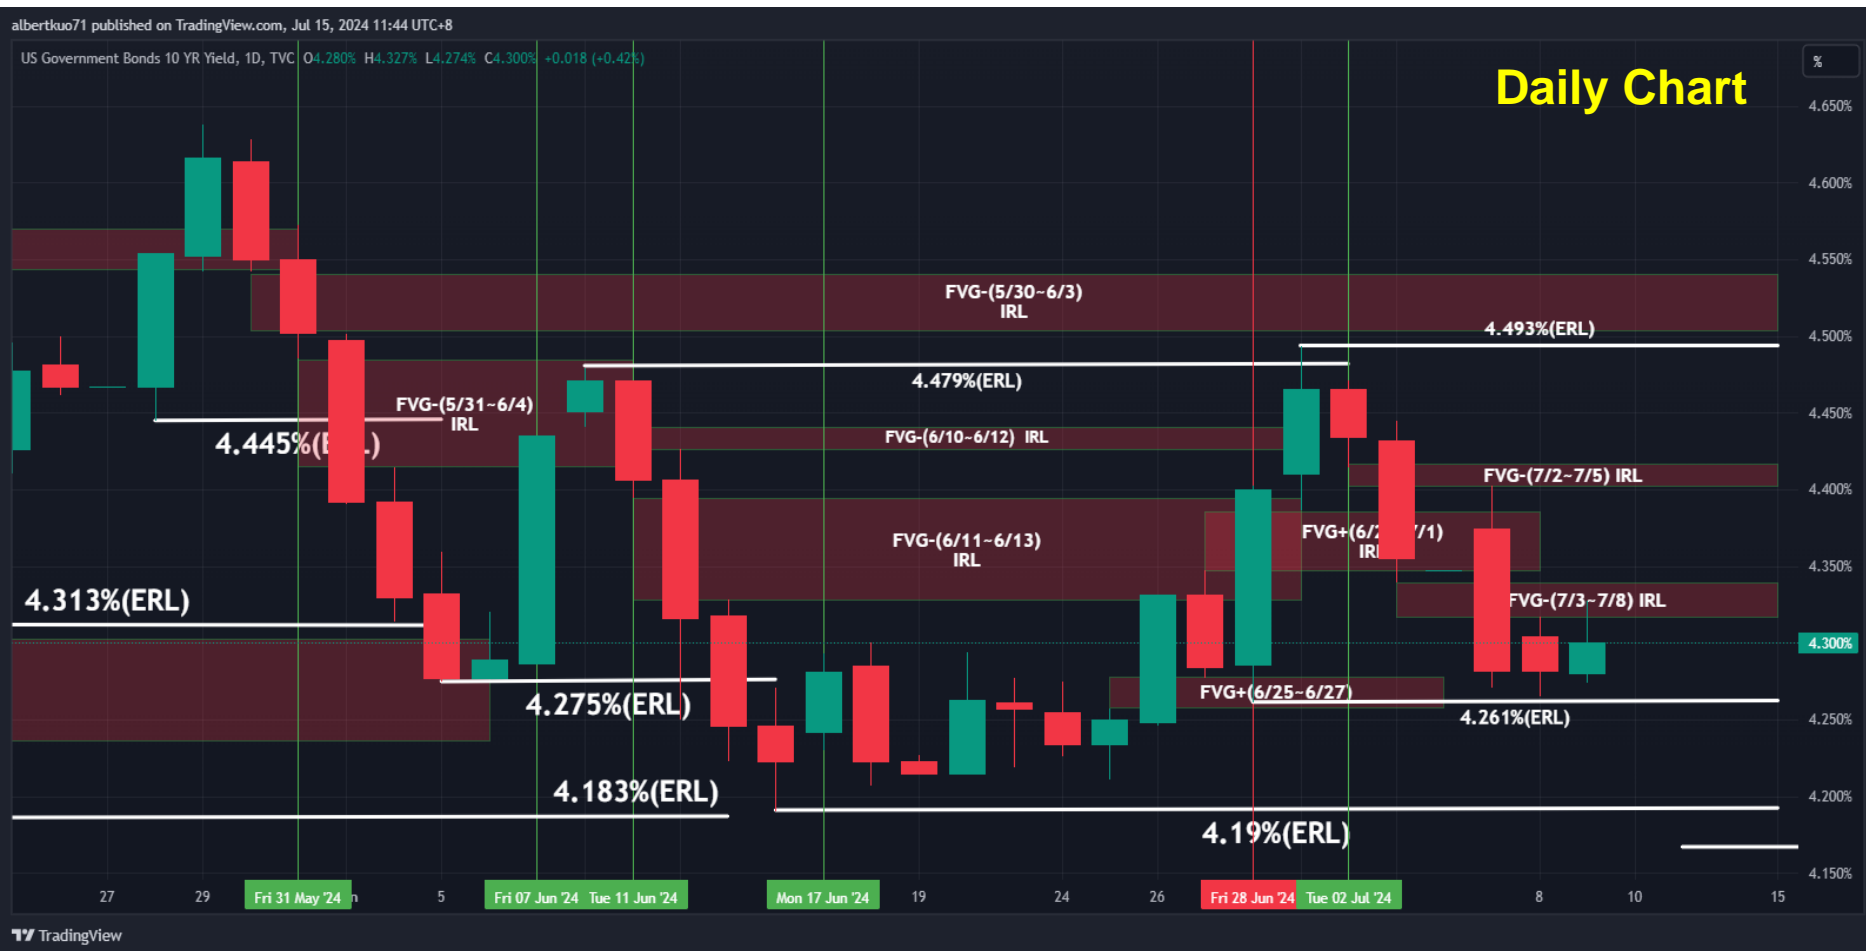 albertkuo71 published on TradingView.com, Jul 15, 2024 11:44 UTC+8
US Government Bonds 10 YR Yield, 1D, TVC O4.280% H4.327% L4.274% C4.300% +0.018 (+0.42%)
%
Daily Chart
4.650%
4.600%
4.550%
4.500%
4.450%
4.400%
4.350%
4.300%
4.250%
4.200%
4.150%
FVG-(5/30~6/3)
IRL
4.493%(ERL)
4.479%(ERL)
FVG-(5/31~6/4)
IRL
4.445%(E L)
FVG-(6/10~6/12) IRL
FVG-(7/2~7/5) IRL
FVG-(6/11~6/13)
IRL
FVG+(6/2 7/1)
IR
4.313%(ERL)
FVG-(7/3~7/8) IRL
FVG+(6/25~6/27)
4.275%(ERL)
4.261%(ERL)
4.183%(ERL)
4.19%(ERL)
27 29 Fri 31 May '24 5 Fri 07 Jun '24 Tue 11 Jun '24 Mon 17 Jun '24 19 24 26 Fri 28 Jun '24 Tue 02 Jul '24 8 10 15
TradingView